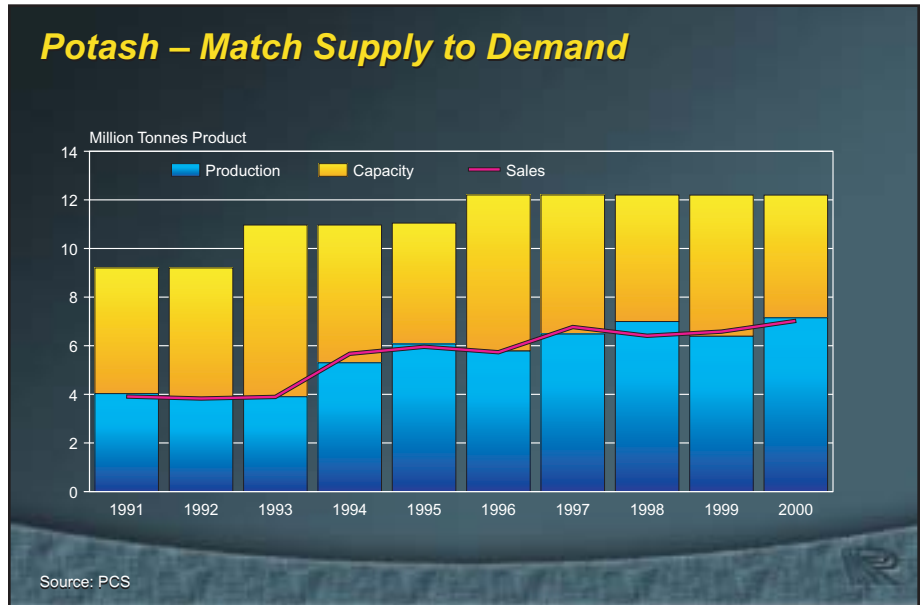 Potash – Match Supply to Demand
Million Tonnes Product
Production Capacity Sales
14
12
10
8
6
4
2
0
1991 1992 1993 1994 1995 1996 1997 1998 1999 2000
Source: PCS